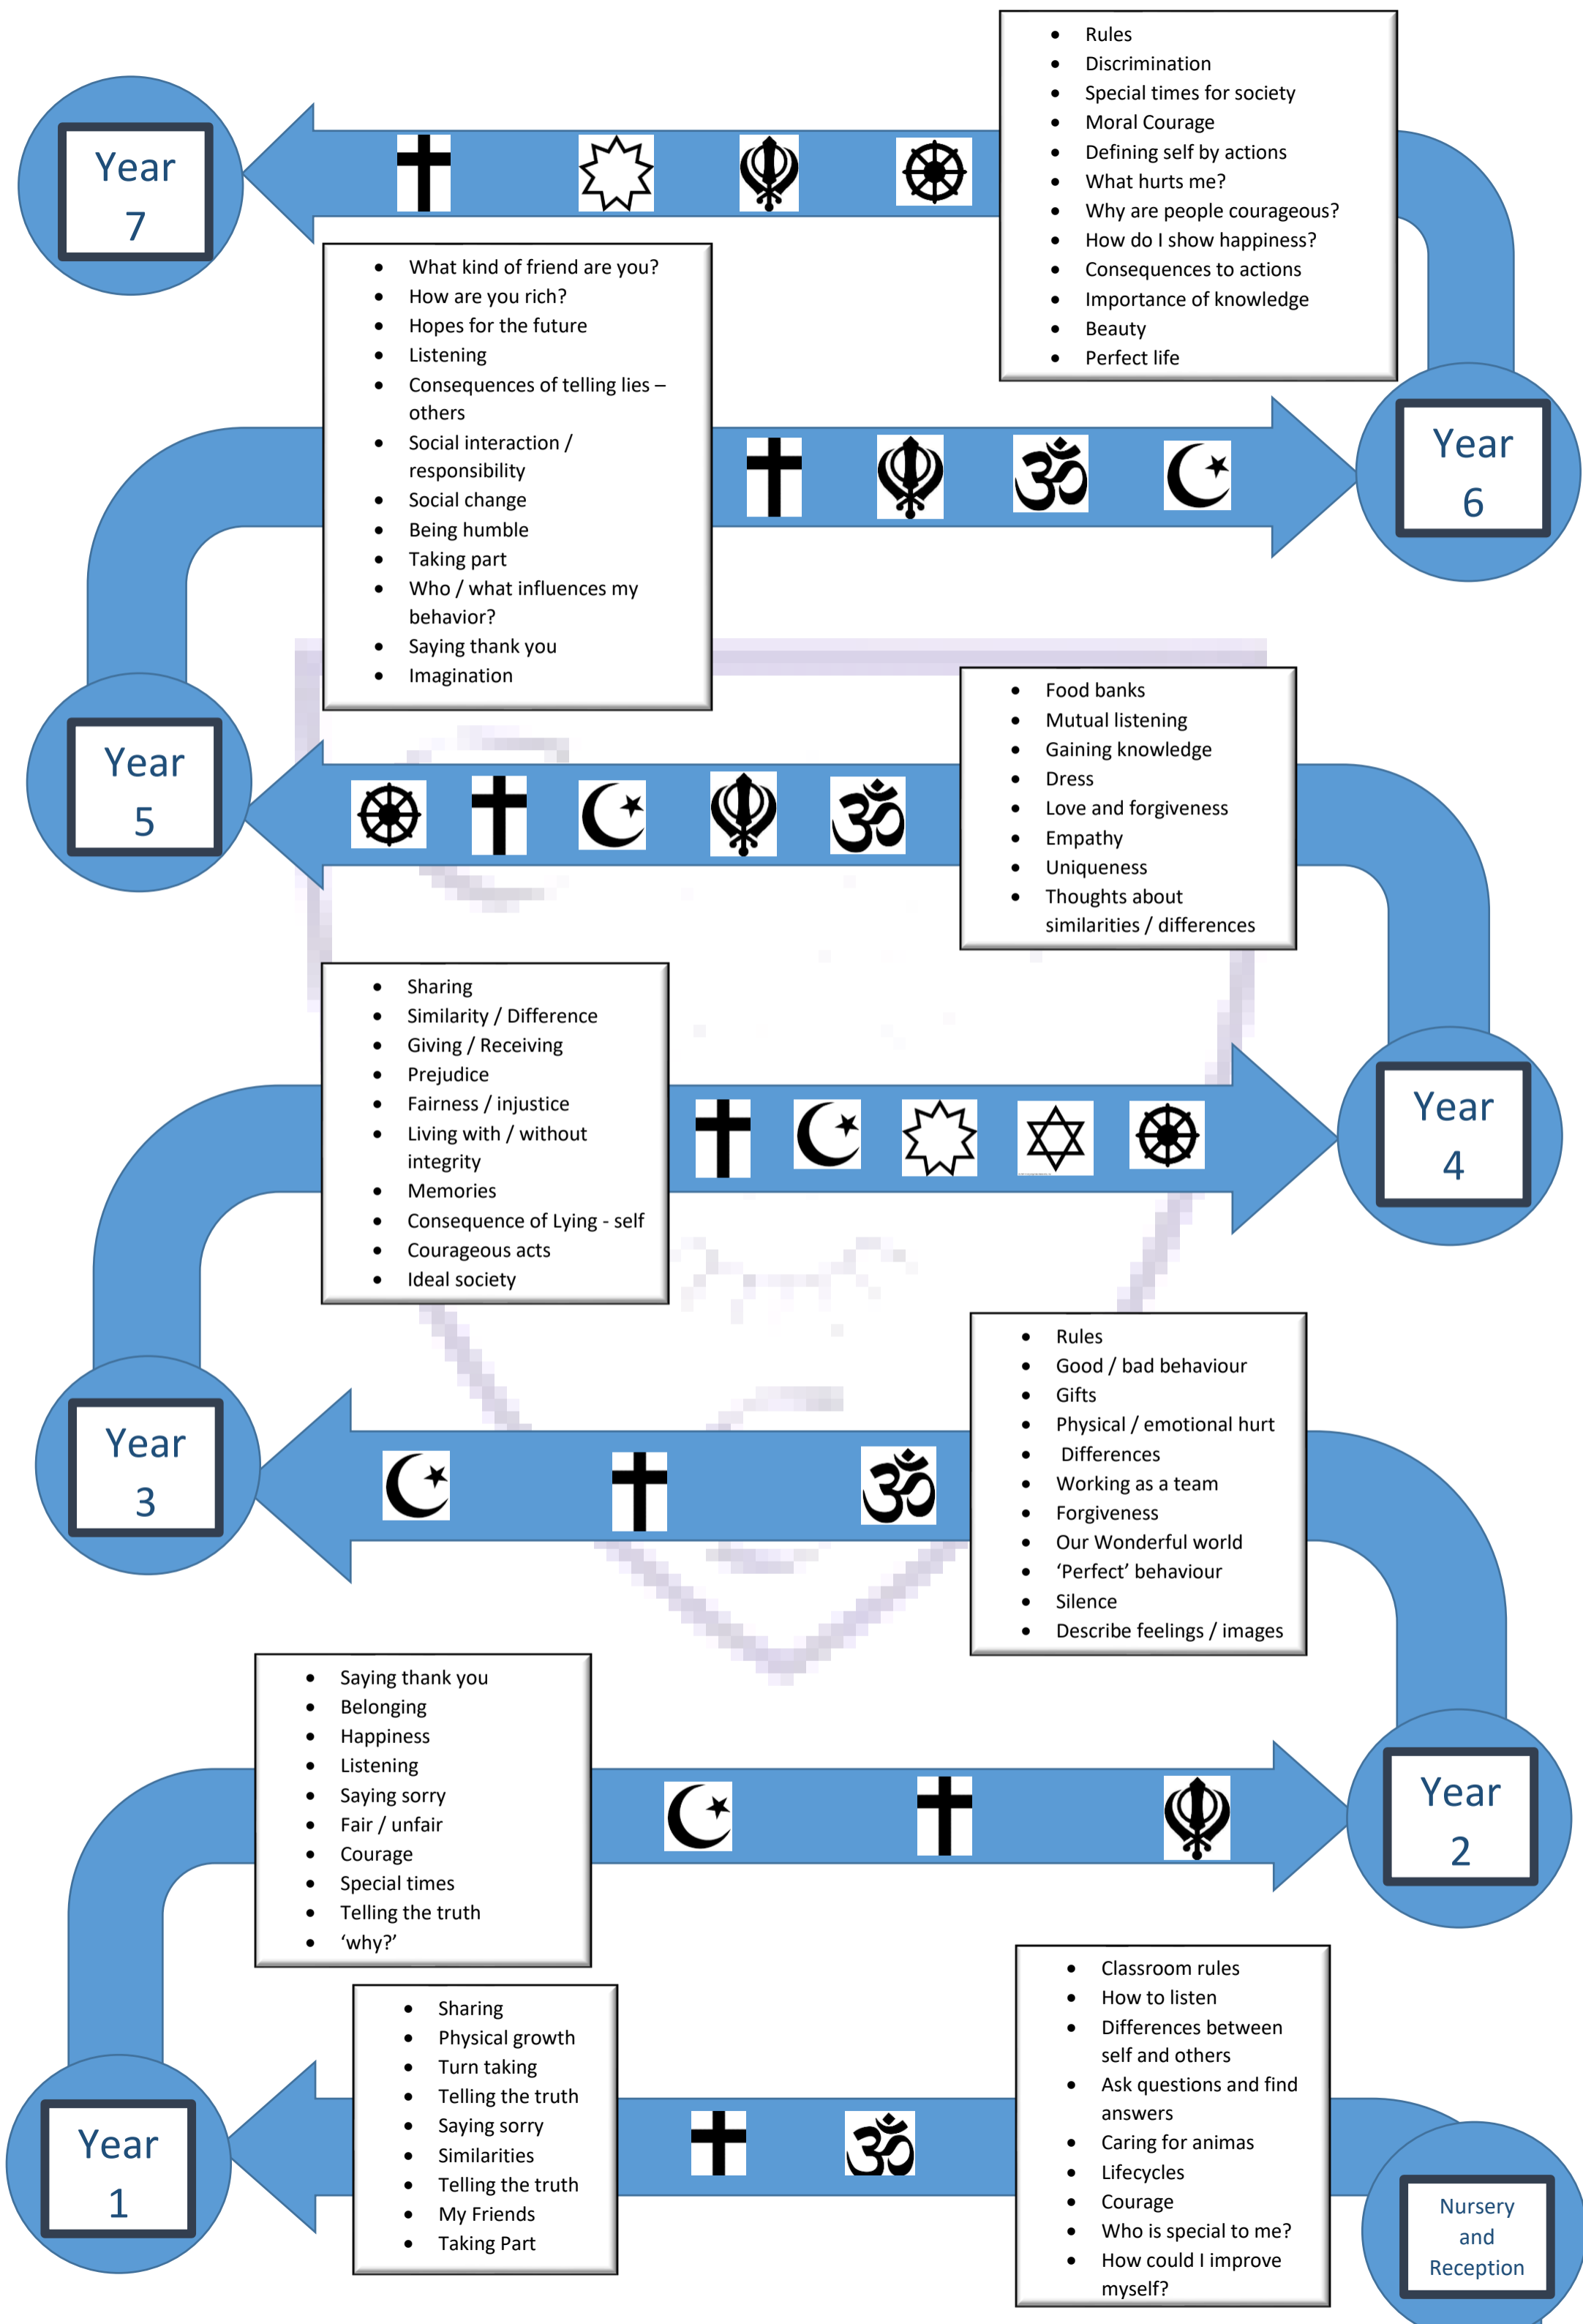 • Rules
• Discrimination
• Special times for society
• Moral Courage
• Defining self by actions
• What hurts me?
• Why are people courageous?
• How do I show happiness?
• Consequences to actions
• Importance of knowledge
• Beauty
• Perfect life
Year
7
• What kind of friend are you?
• How are you rich?
• Hopes for the future
• Listening
• Consequences of telling lies –
others
• Social interaction /
responsibility
• Social change
• Being humble
• Taking part
• Who / what influences my
behavior?
• Saying thank you
• Imagination
Year
6
• Food banks
• Mutual listening
• Gaining knowledge
• Dress
• Love and forgiveness
• Empathy
• Uniqueness
• Thoughts about
similarities / differences
Year
5
• Sharing
• Similarity / Difference
• Giving / Receiving
• Prejudice
• Fairness / injustice
• Living with / without
integrity
• Memories
• Consequence of Lying - self
• Courageous acts
• Ideal society
Year
4
• Rules
• Good / bad behaviour
• Gifts
• Physical / emotional hurt
• Differences
• Working as a team
• Forgiveness
• Our Wonderful world
• ‘Perfect’ behaviour
• Silence
• Describe feelings / images
Year
3
• Saying thank you
• Belonging
• Happiness
• Listening
• Saying sorry
• Fair / unfair
• Courage
• Special times
• Telling the truth
• ‘why?’
Year
2
• Sharing
• Physical growth
• Turn taking
• Telling the truth
• Saying sorry
• Similarities
• Telling the truth
• My Friends
• Taking Part
• Classroom rules
• How to listen
• Differences between
self and others
• Ask questions and find
answers
• Caring for animas
• Lifecycles
• Courage
• Who is special to me?
• How could I improve
myself?
Year
1
Nursery
and
Reception